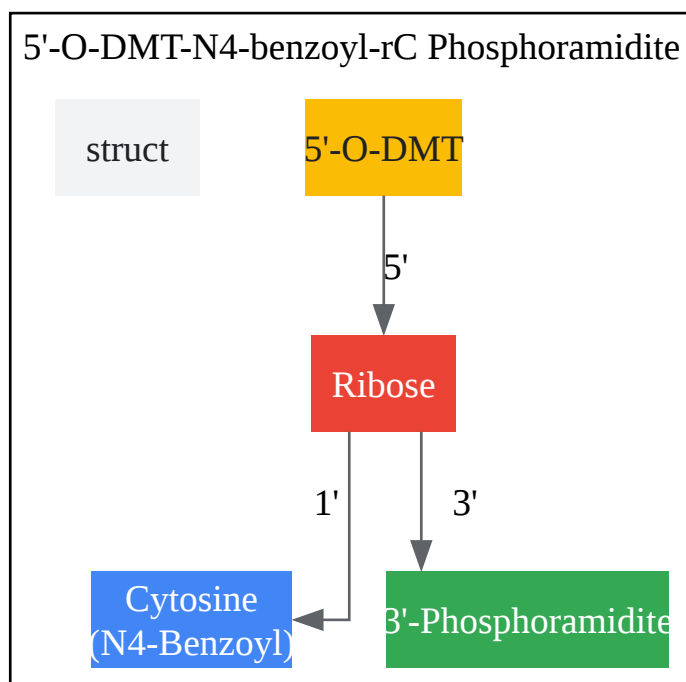 5'-O-DMT-N4-benzoyl-rC Phosphoramidite
struct
5'-O-DMT
5'
Ribose
1'
3'
Cytosine
(N4-Benzoyl)
3'-Phosphoramidite